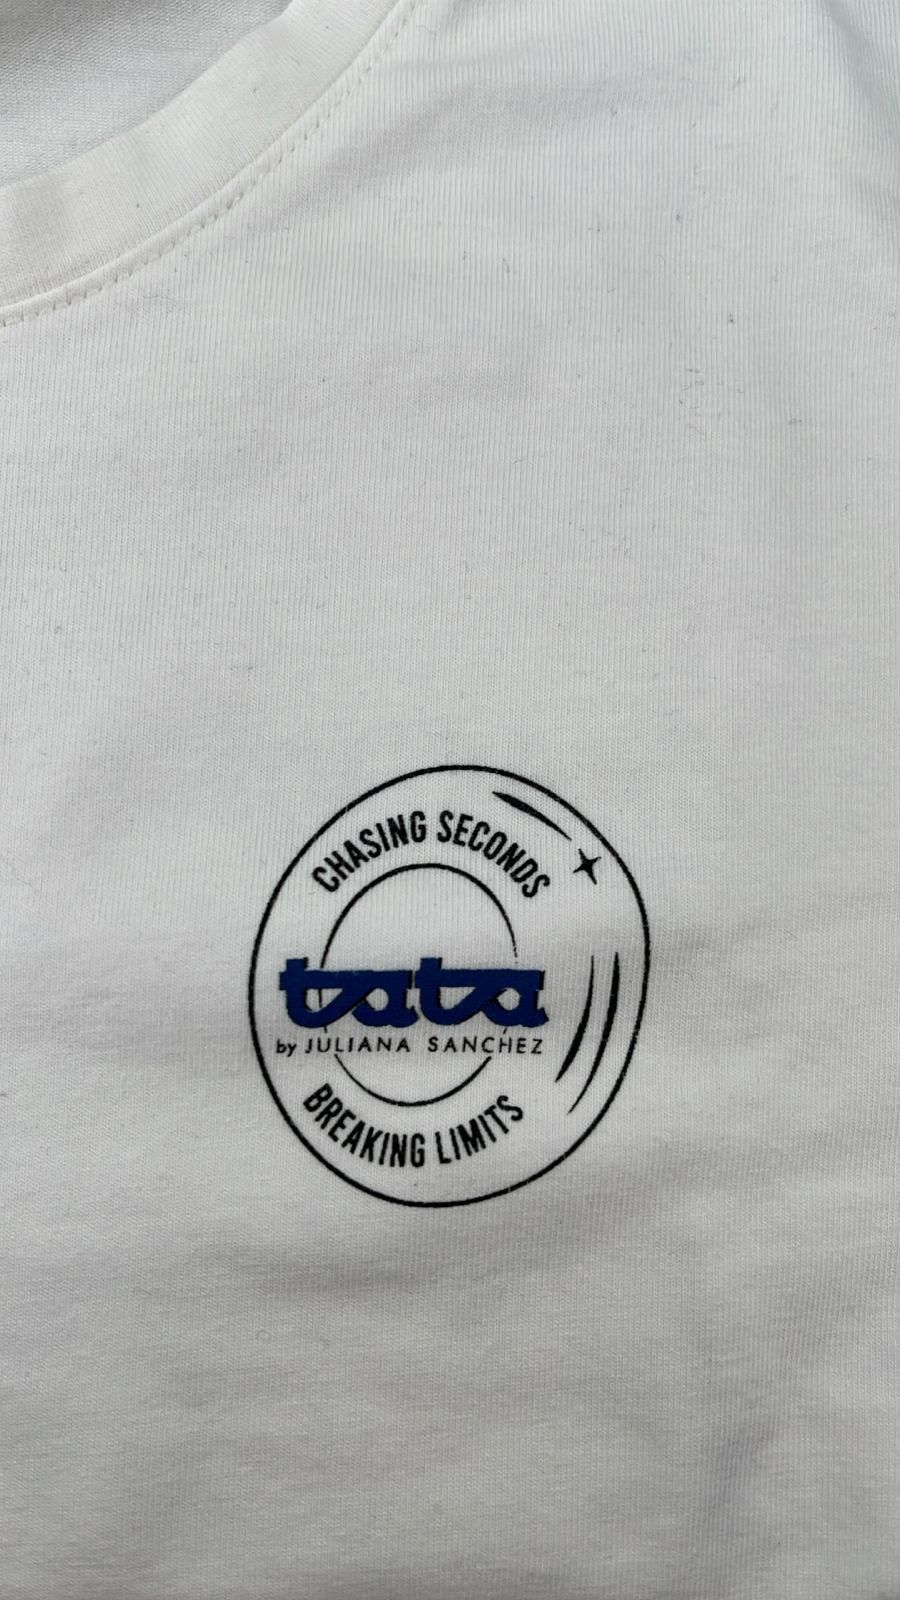 CHASING SECONDS
tata
by JULIANA SANCHEZ
BREAKING LIMITS